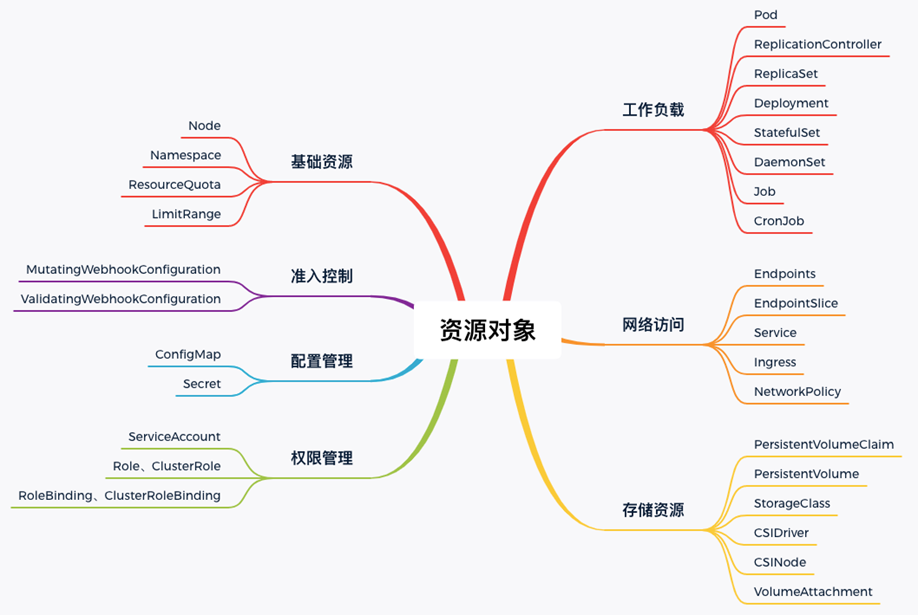 资源对象
工作负载
Pod
ReplicationController
ReplicaSet
Deployment
StatefulSet
DaemonSet
Job
CronJob
网络访问
Endpoints
EndpointSlice
Service
Ingress
NetworkPolicy
存储资源
PersistentVolumeClaim
PersistentVolume
StorageClass
CSIDriver
CSINode
VolumeAttachment
基础资源
Node
Namespace
ResourceQuota
LimitRange
准入控制
MutatingWebhookConfiguration
ValidatingWebhookConfiguration
配置管理
ConfigMap
Secret
权限管理
ServiceAccount
Role、ClusterRole
RoleBinding、ClusterRoleBinding